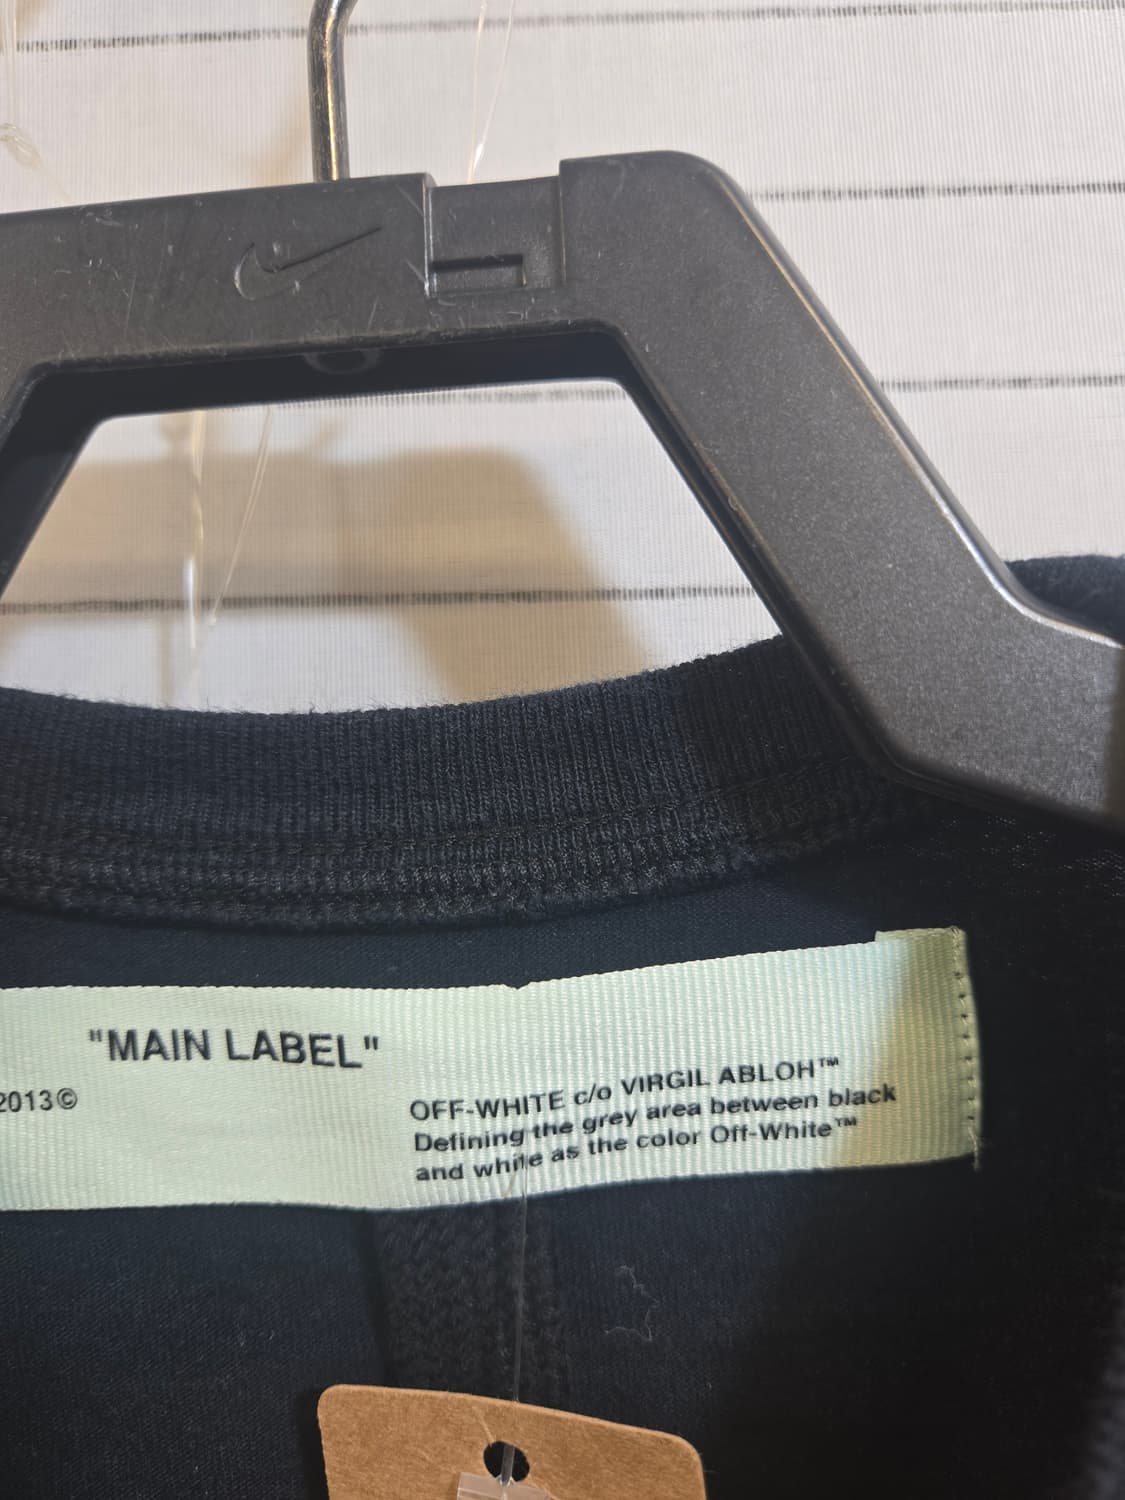 "MAIN LABEL"
2013©
OFF-WHITE c/o VIRGIL ABLOH™
Defining the grey area between black
and white as the color Off-White™